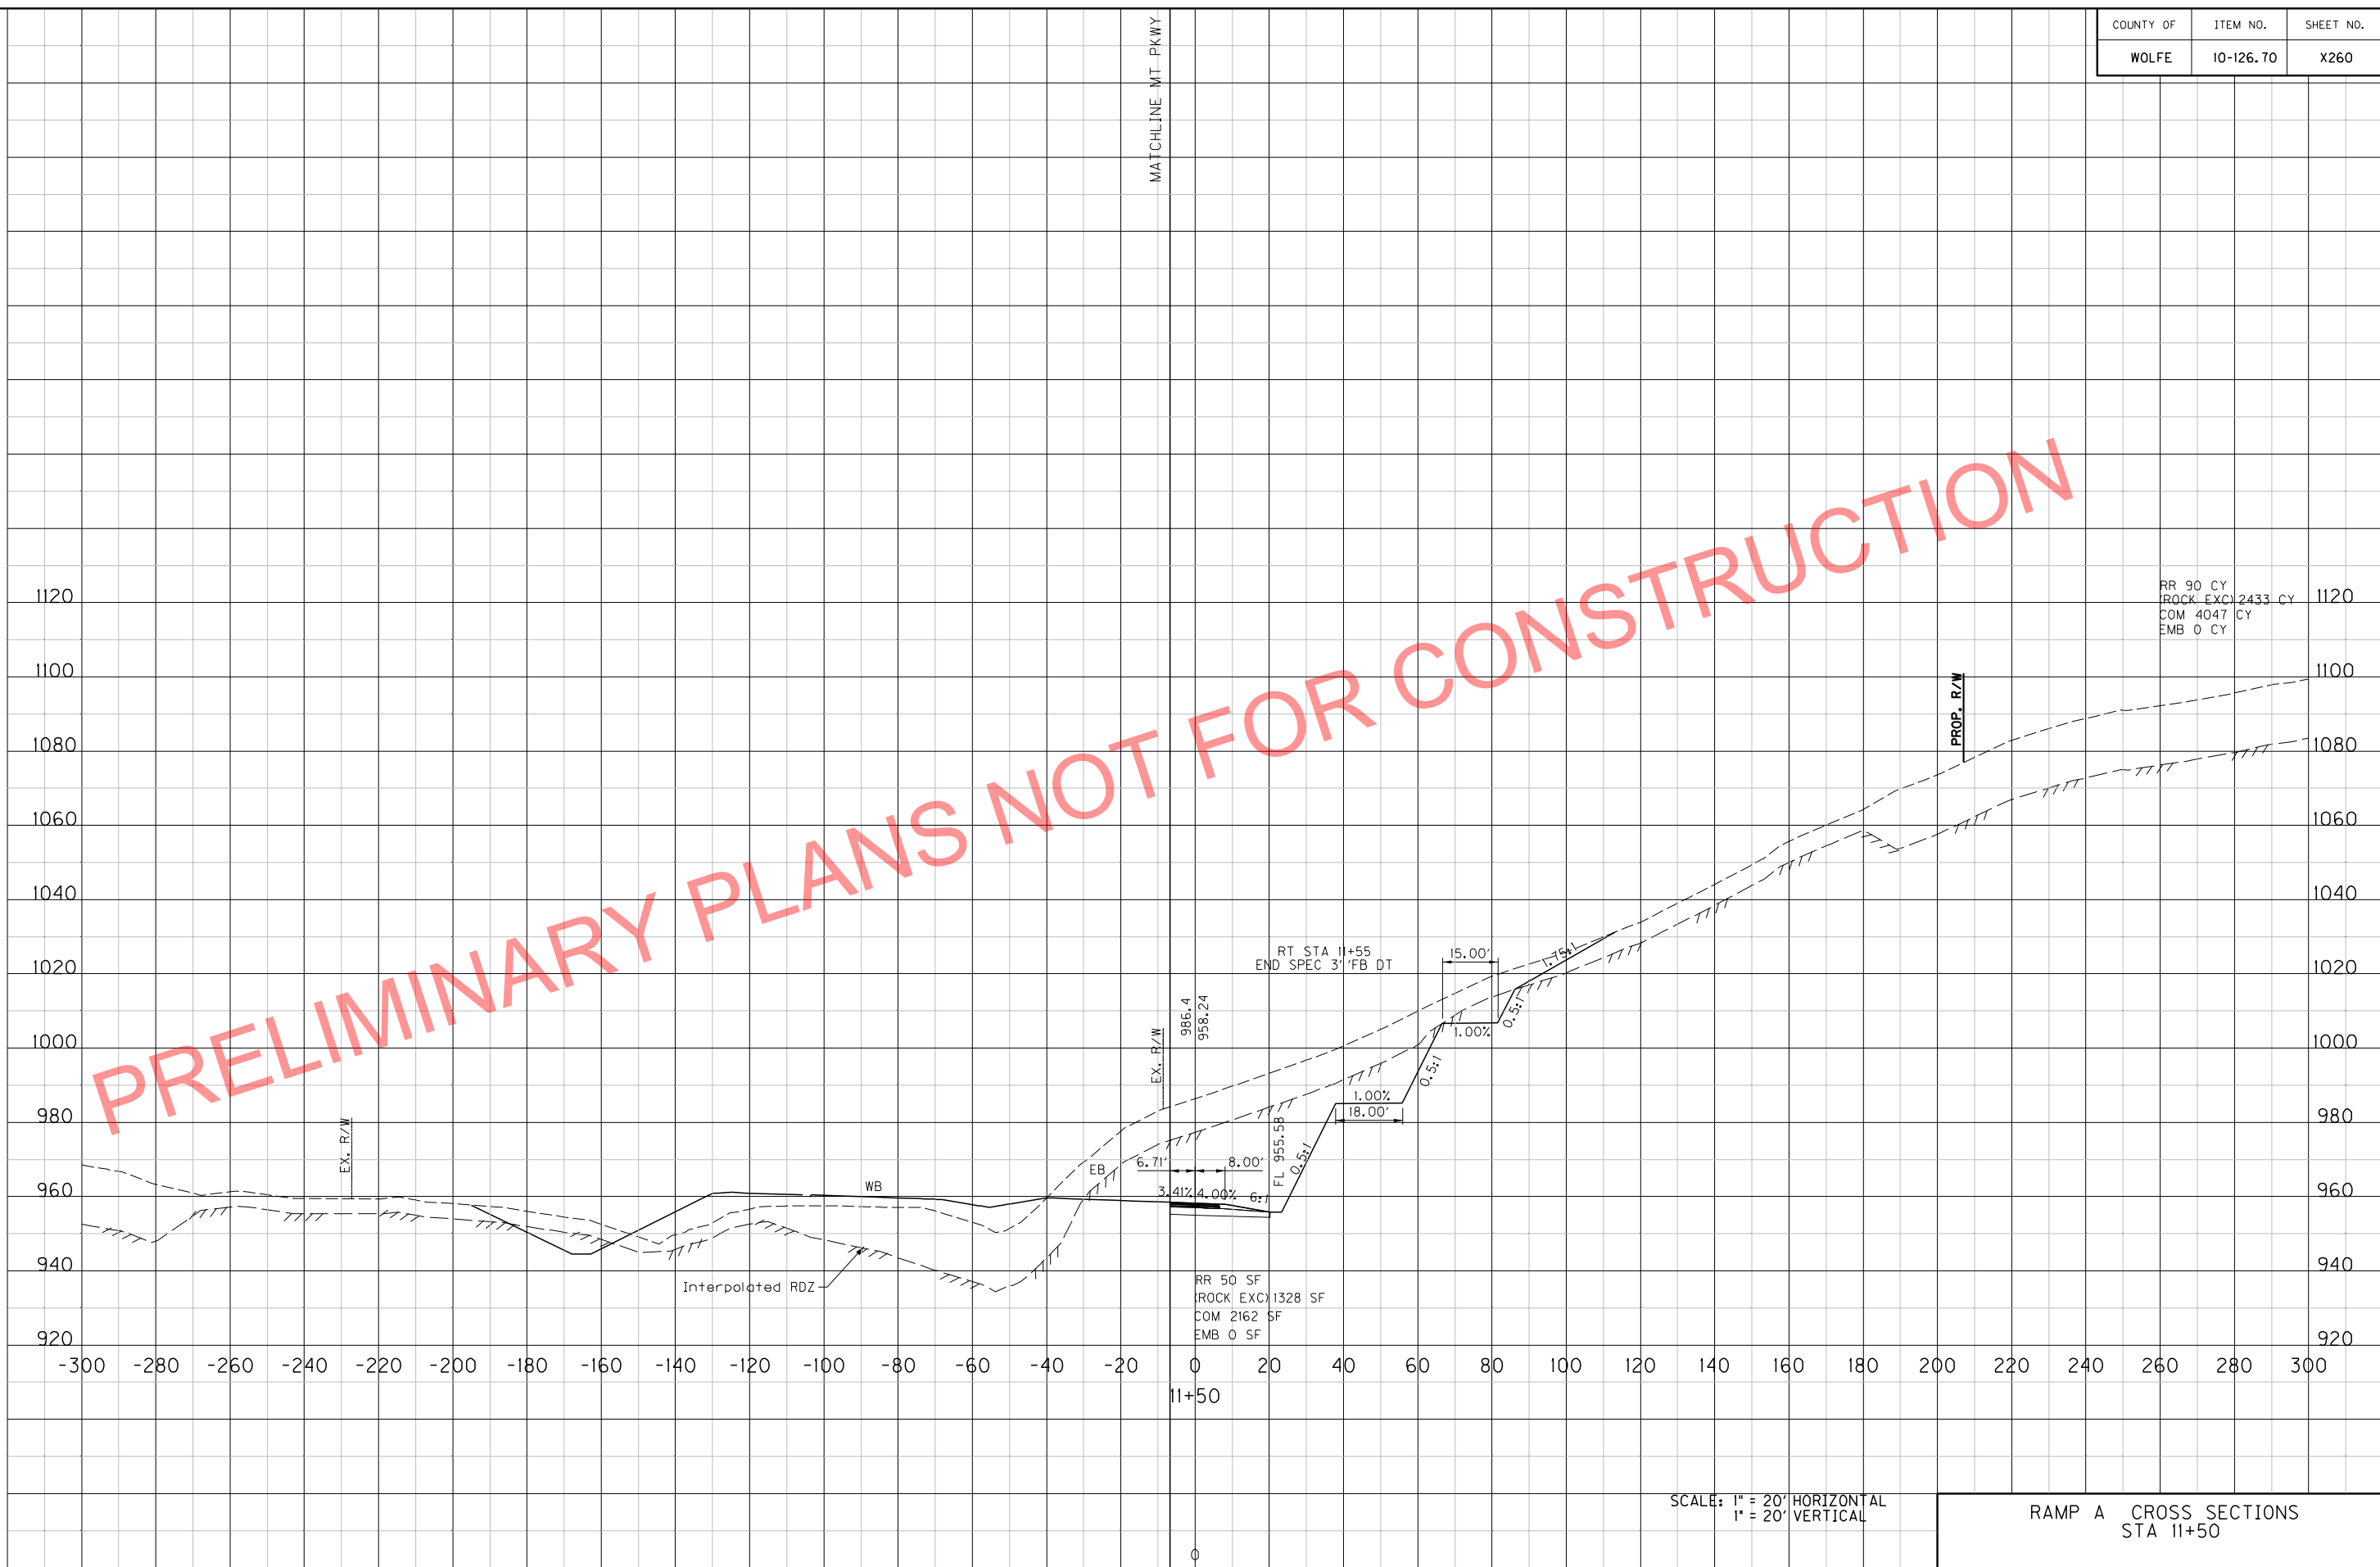 COUNTY OF ITEM NO. SHEET NO.
WOLFE 10-126.70 X260
MATCHLINE MT PKWY
PRELIMINARY PLANS NOT FOR CONSTRUCTION
RR 90 CY
(ROCK EXC) 2433 CY
COM 4047 CY
EMB 0 CY
1120 1120
1100 1100
1080 1080
1060 1060
1040 1040
1020 1020
1000 1000
980 980
960 960
940 940
920 920
PROP. R/W
RT STA 11+55
END SPEC 3' FB DT
15.00'
1.75:1
0.5:1
1.00%
986.4
958.24
EX. R/W
0.5:1
1.00%
18.00'
EX. R/W
FL 955.58
0.5:1
6.71' 8.00'
EB
WB
3.41% 4.00% 6:1
Interpolated RDZ
RR 50 SF
(ROCK EXC) 1328 SF
COM 2162 SF
EMB 0 SF
-300 -280 -260 -240 -220 -200 -180 -160 -140 -120 -100 -80 -60 -40 -20 0 20 40 60 80 100 120 140 160 180 200 220 240 260 280 300
11+50
SCALE: 1" = 20' HORIZONTAL
1" = 20' VERTICAL
RAMP A CROSS SECTIONS
STA 11+50
0